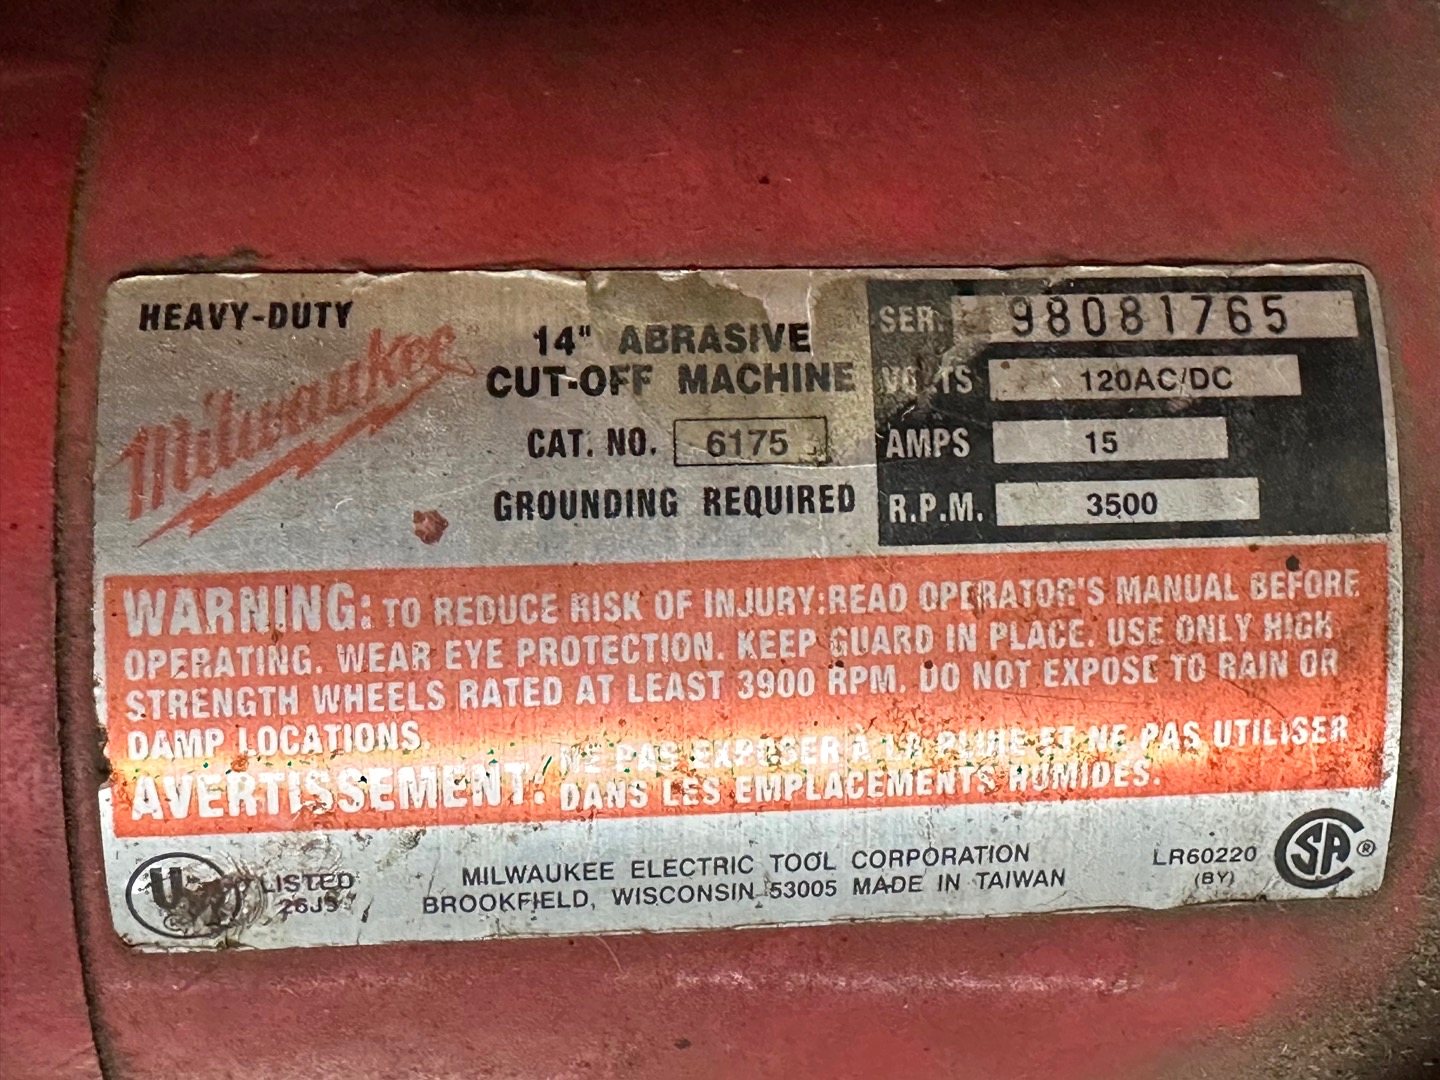 HEAVY-DUTY
Milwaukee
14" ABRASIVE
CUT-OFF MACHINE
CAT. NO. 6175
GROUNDING REQUIRED
SER. 98081765
VOLTS 120AC/DC
AMPS 15
R.P.M. 3500
WARNING: TO REDUCE RISK OF INJURY:READ OPERATOR'S MANUAL BEFORE
OPERATING. WEAR EYE PROTECTION. KEEP GUARD IN PLACE. USE ONLY HIGH
STRENGTH WHEELS RATED AT LEAST 3900 RPM. DO NOT EXPOSE TO RAIN OR
DAMP LOCATIONS.
AVERTISSEMENT: NE PAS EXPOSER À LA PLUIE ET NE PAS UTILISER
DANS LES EMPLACEMENTS HUMIDES.
LISTED
MILWAUKEE ELECTRIC TOOL CORPORATION
BROOKFIELD, WISCONSIN 53005 MADE IN TAIWAN
LR60220
(BY)
SA ®